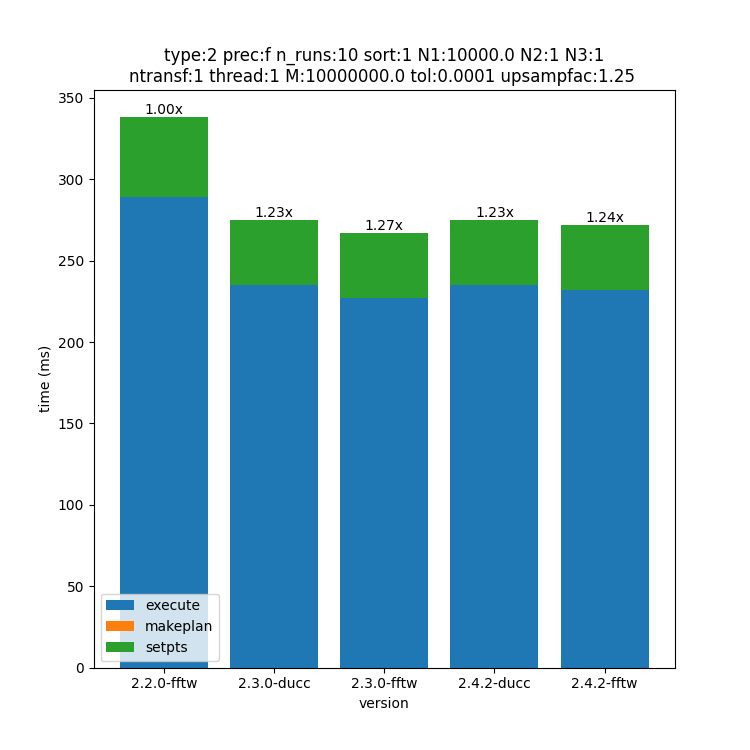 type:2 prec:f n_runs:10 sort:1 N1:10000.0 N2:1 N3:1
ntransf:1 thread:1 M:10000000.0 tol:0.0001 upsampfac:1.25
350
300
250
200
150
100
50
0
time (ms)
1.00x
1.23x
1.27x
1.23x
1.24x
execute
makeplan
setpts
2.2.0-fftw
2.3.0-ducc
2.3.0-fftw
2.4.2-ducc
2.4.2-fftw
version